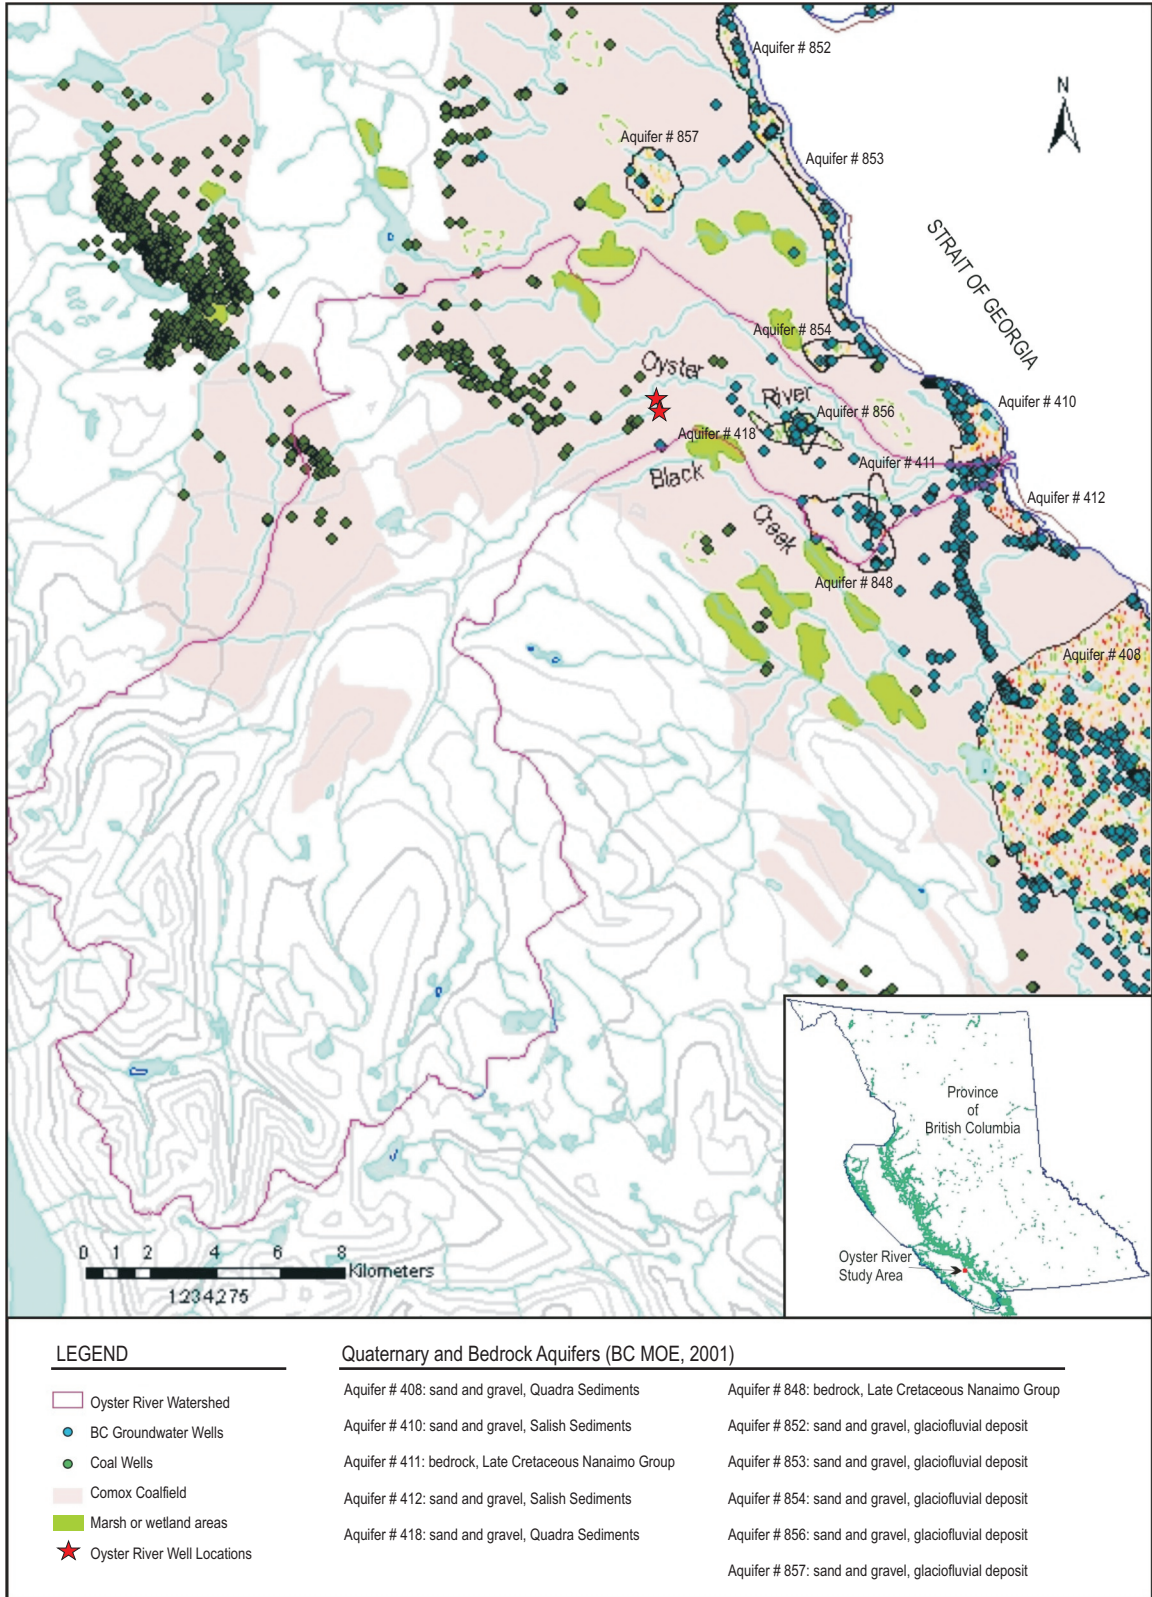 Aquifer # 852
N
Aquifer # 857
Aquifer # 853
STRAIT OF GEORGIA
Aquifer # 854
Oyster
River
Aquifer # 410
Aquifer # 856
Aquifer # 418
Aquifer # 411
Black
Aquifer # 412
Creek
Aquifer # 848
Aquifer # 408
Province
of
British Columbia
Oyster River
Study Area
0 1 2 4 6 8
Kilometers
1:234,275
LEGEND
Oyster River Watershed
BC Groundwater Wells
Coal Wells
Comox Coalfield
Marsh or wetland areas
Oyster River Well Locations
Quaternary and Bedrock Aquifers (BC MOE, 2001)
Aquifer # 408: sand and gravel, Quadra Sediments
Aquifer # 410: sand and gravel, Salish Sediments
Aquifer # 411: bedrock, Late Cretaceous Nanaimo Group
Aquifer # 412: sand and gravel, Salish Sediments
Aquifer # 418: sand and gravel, Quadra Sediments
Aquifer # 848: bedrock, Late Cretaceous Nanaimo Group
Aquifer # 852: sand and gravel, glaciofluvial deposit
Aquifer # 853: sand and gravel, glaciofluvial deposit
Aquifer # 854: sand and gravel, glaciofluvial deposit
Aquifer # 856: sand and gravel, glaciofluvial deposit
Aquifer # 857: sand and gravel, glaciofluvial deposit